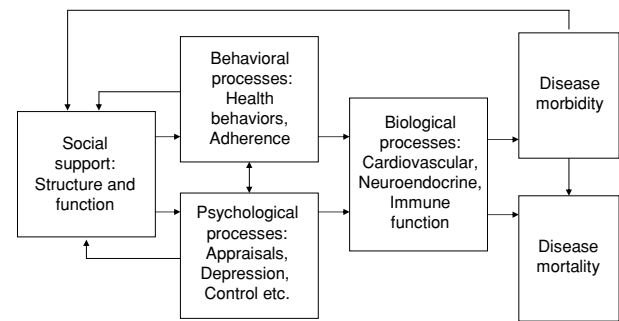 Social
support:
Structure and
function
Behavioral
processes:
Health
behaviors,
Adherence
Psychological
processes:
Appraisals,
Depression,
Control etc.
Biological
processes:
Cardiovascular,
Neuroendocrine,
Immune
function
Disease
morbidity
Disease
mortality